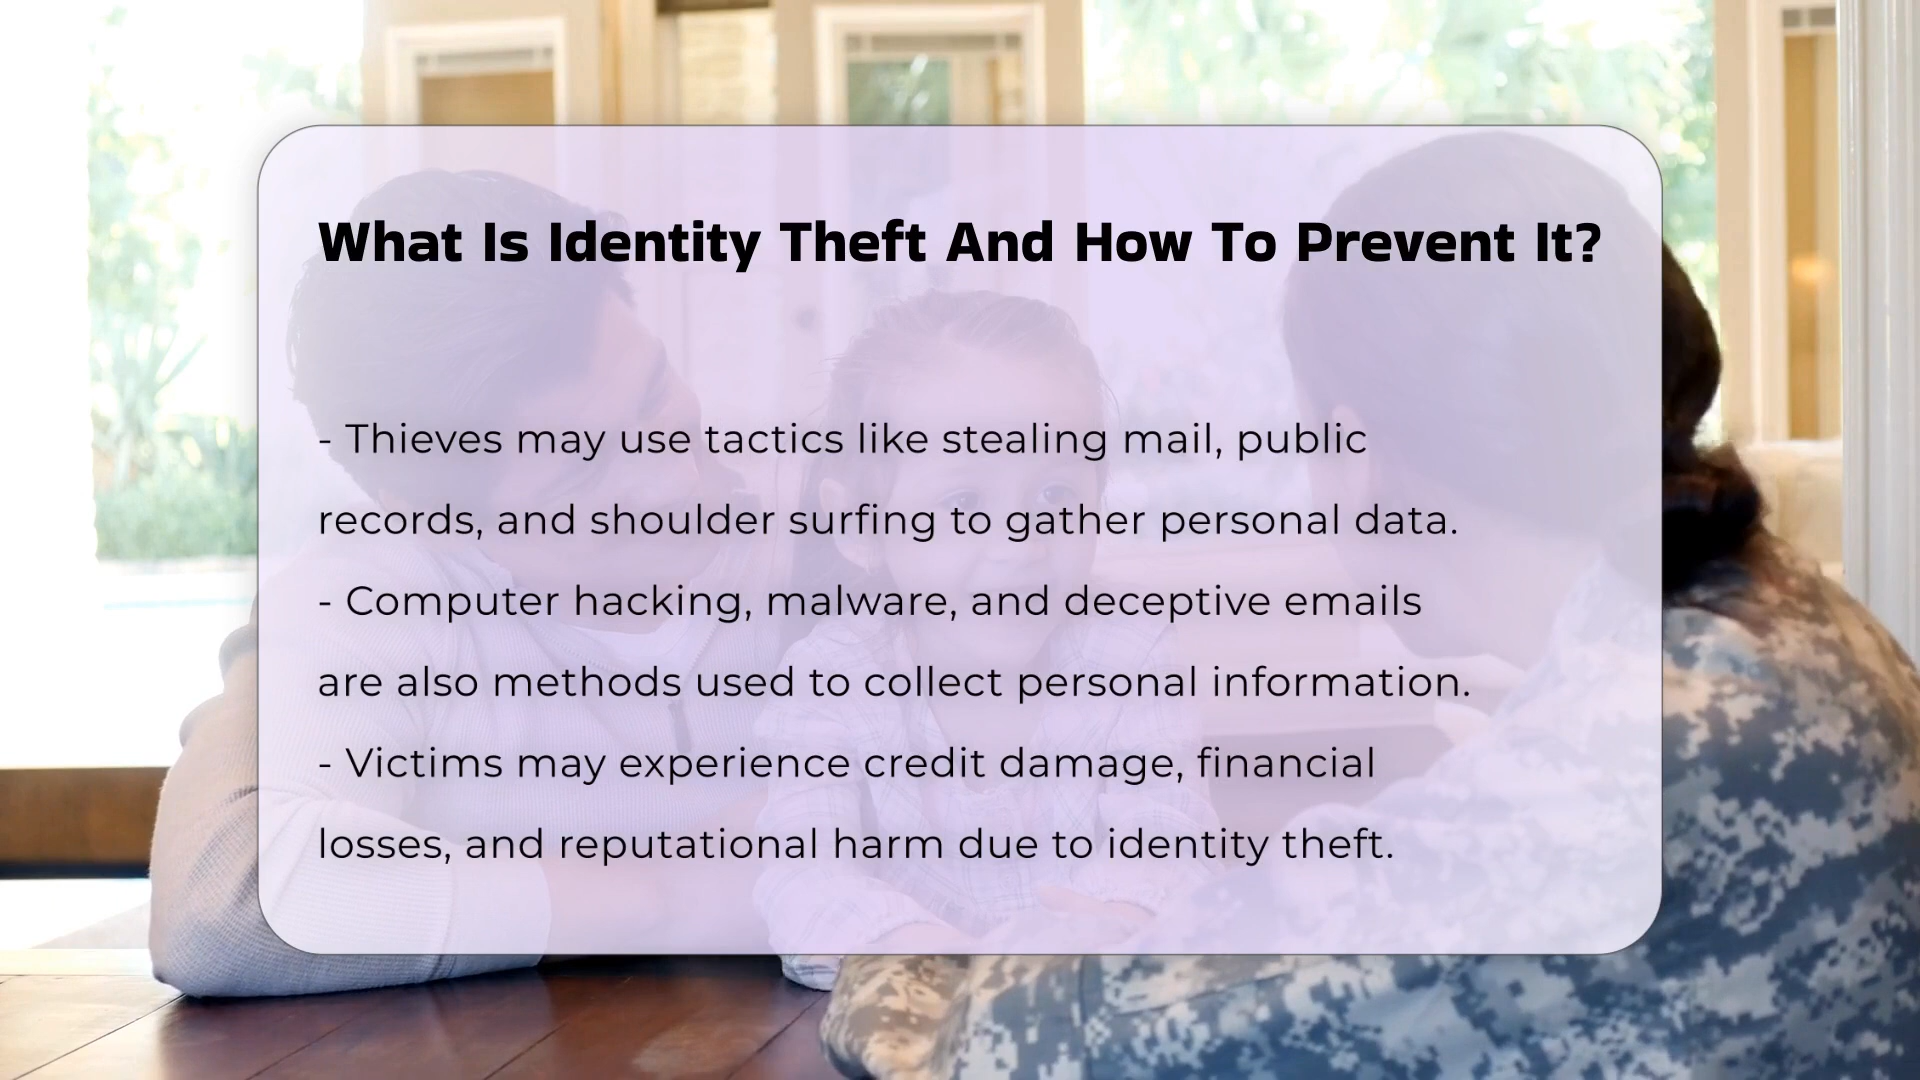 What Is Identity Theft And How To Prevent It?
- Thieves may use tactics like stealing mail, public
records, and shoulder surfing to gather personal data.
- Computer hacking, malware, and deceptive emails
are also methods used to collect personal information.
- Victims may experience credit damage, financial
losses, and reputational harm due to identity theft.